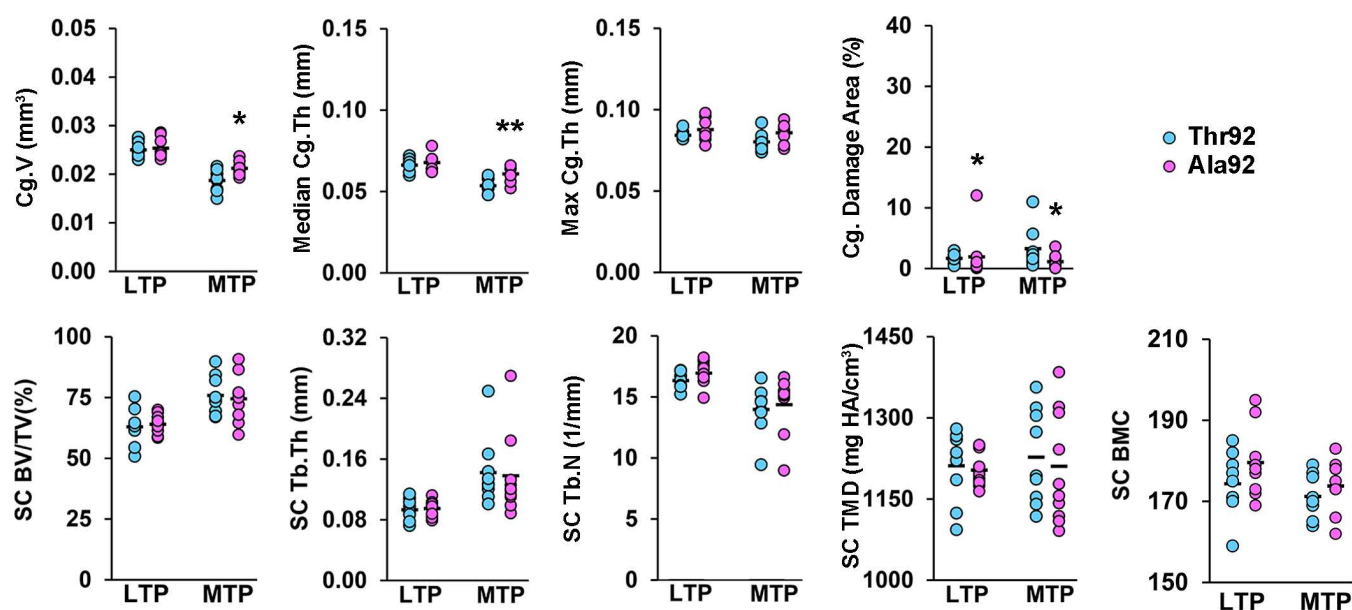 Cg.V (mm³)
0.05
0.04
0.03
0.02
0.01
0.00
*
LTP MTP
Median Cg.Th (mm)
0.15
0.10
0.05
0.00
**
LTP MTP
Max Cg.Th (mm)
0.15
0.10
0.05
0.00
LTP MTP
Cg. Damage Area (%)
40
30
20
10
0
*
*
LTP MTP
Thr92
Ala92
SC BV/TV(%)
100
75
50
25
0
LTP MTP
SC Tb.Th (mm)
0.32
0.24
0.16
0.08
0.00
LTP MTP
SC Tb.N (1/mm)
20
15
10
5
0
LTP MTP
SC TMD (mg HA/cm³)
1450
1300
1150
1000
LTP MTP
SC BMC
210
190
170
150
LTP MTP